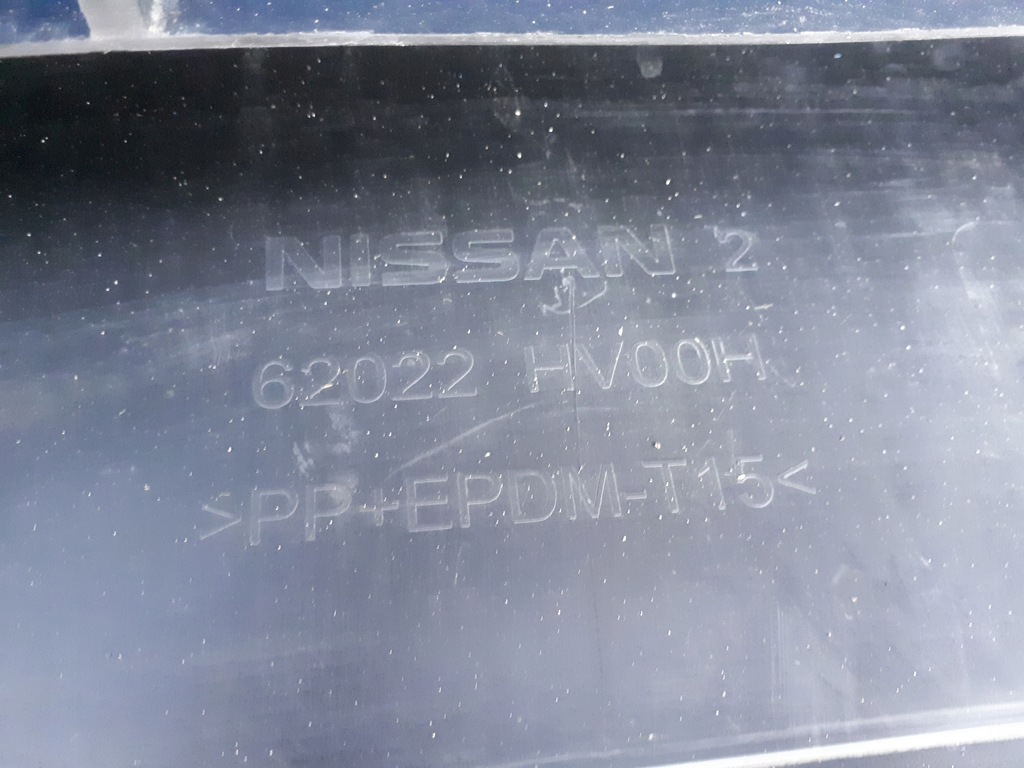 NISSAN 2
62022 HV00H
>PP+EPDM-T15<